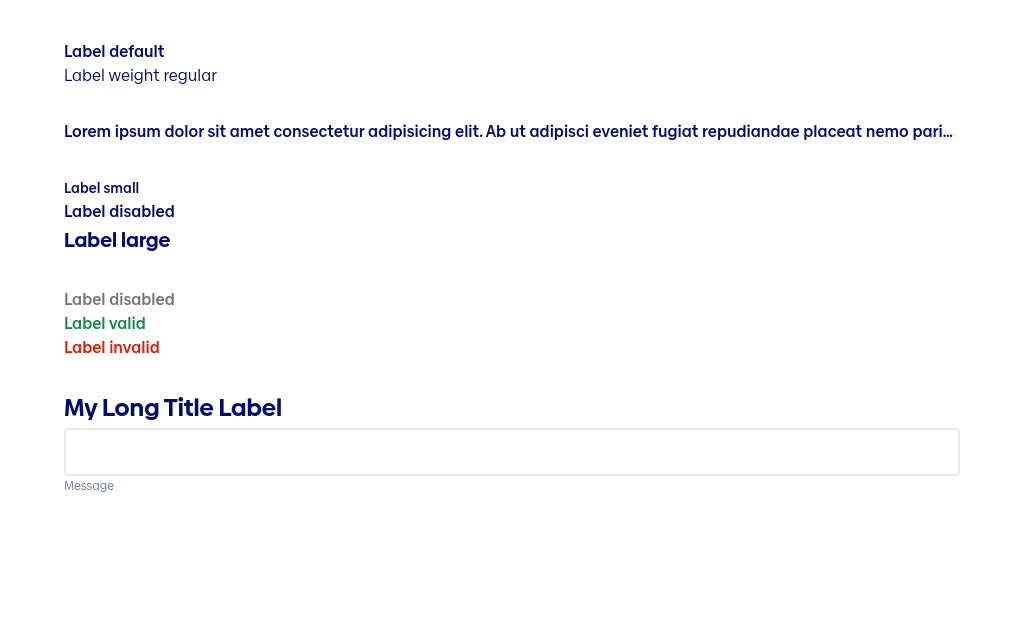 Label default
Label weight regular
Lorem ipsum dolor sit amet consectetur adipisicing elit. Ab ut adipisci eveniet fugiat repudiandae placeat nemo pari...
Label small
Label disabled
Label large
Label disabled
Label valid
Label invalid
My Long Title Label
Message